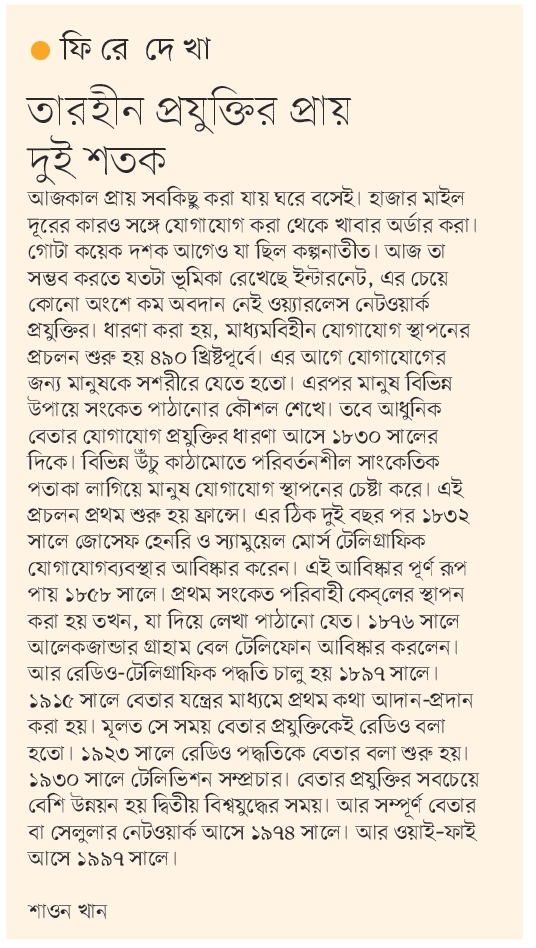 ফিরে দেখা
তারহীন প্রযুক্তির প্রায়
দুই শতক
আজকাল প্রায় সবকিছু করা যায় ঘরে বসেই। হাজার মাইল
দূরের কারও সঙ্গে যোগাযোগ করা থেকে খাবার অর্ডার করা।
গোটা কয়েক দশক আগেও যা ছিল কল্পনাতীত। আজ তা
সম্ভব করতে যতটা ভূমিকা রেখেছে ইন্টারনেট, এর চেয়ে
কোনো অংশে কম অবদান নেই ওয়্যারলেস নেটওয়ার্ক
প্রযুক্তির। ধারণা করা হয়, মাধ্যমবিহীন যোগাযোগ স্থাপনের
প্রচলন শুরু হয় ৪৯০ খ্রিষ্টপূর্বে। এর আগে যোগাযোগের
জন্য মানুষকে সশরীরে যেতে হতো। এরপর মানুষ বিভিন্ন
উপায়ে সংকেত পাঠানোর কৌশল শেখে। তবে আধুনিক
বেতার যোগাযোগ প্রযুক্তির ধারণা আসে ১৮৩০ সালের
দিকে। বিভিন্ন উঁচু কাঠামোতে পরিবর্তনশীল সাংকেতিক
পতাকা লাগিয়ে মানুষ যোগাযোগ স্থাপনের চেষ্টা করে। এই
প্রচলন প্রথম শুরু হয় ফ্রান্সে। এর ঠিক দুই বছর পর ১৮৩২
সালে জোসেফ হেনরি ও স্যামুয়েল মোর্স টেলিগ্রাফিক
যোগাযোগব্যবস্থার আবিষ্কার করেন। এই আবিষ্কার পূর্ণ রূপ
পায় ১৮৫৮ সালে। প্রথম সংকেত পরিবাহী কেব্‌লের স্থাপন
করা হয় তখন, যা দিয়ে লেখা পাঠানো যেত। ১৮৭৬ সালে
আলেকজান্ডার গ্রাহাম বেল টেলিফোন আবিষ্কার করলেন।
আর রেডিও-টেলিগ্রাফিক পদ্ধতি চালু হয় ১৮৯৭ সালে।
১৯১৫ সালে বেতার যন্ত্রের মাধ্যমে প্রথম কথা আদান-প্রদান
করা হয়। মূলত সে সময় বেতার প্রযুক্তিকেই রেডিও বলা
হতো। ১৯২৩ সালে রেডিও পদ্ধতিকে বেতার বলা শুরু হয়।
১৯৩০ সালে টেলিভিশন সম্প্রচার। বেতার প্রযুক্তির সবচেয়ে
বেশি উন্নয়ন হয় দ্বিতীয় বিশ্বযুদ্ধের সময়। আর সম্পূর্ণ বেতার
বা সেলুলার নেটওয়ার্ক আসে ১৯৭৪ সালে। আর ওয়াই-ফাই
আসে ১৯৯৭ সালে।
শাওন খান